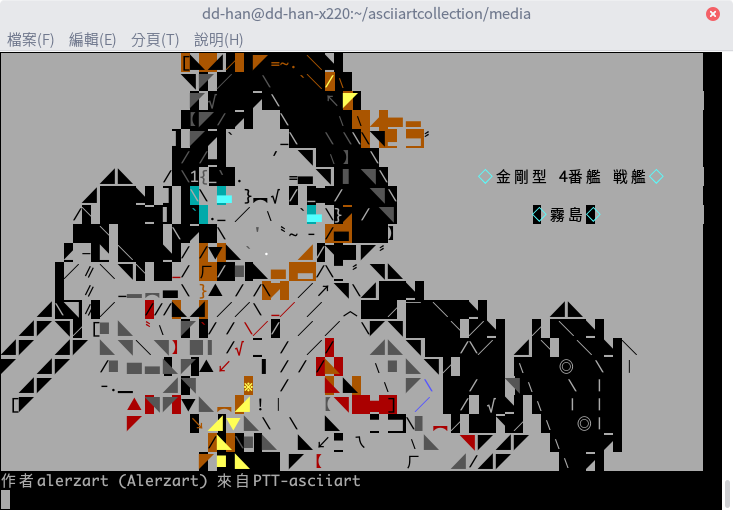 dd-han@dd-han-x220:~/asciiartcollection/media
檔案(F) 編輯(E) 分頁(T) 說明(H)
◇金剛型 4番艦 戦艦◇
◇霧島◇
作者alerzart (Alerzart) 來自PTT-asciiart